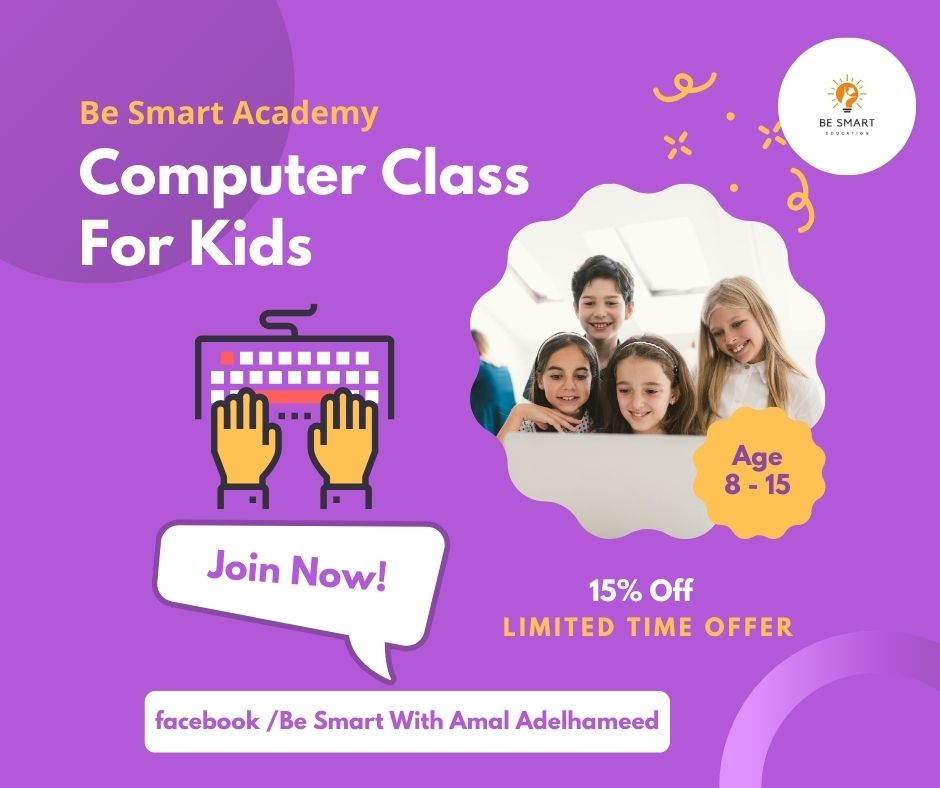 Be Smart Academy
Computer Class
For Kids
BE SMART
EDUCATION
Age
8 - 15
Join Now!
15% Off
LIMITED TIME OFFER
facebook /Be Smart With Amal Adelhameed